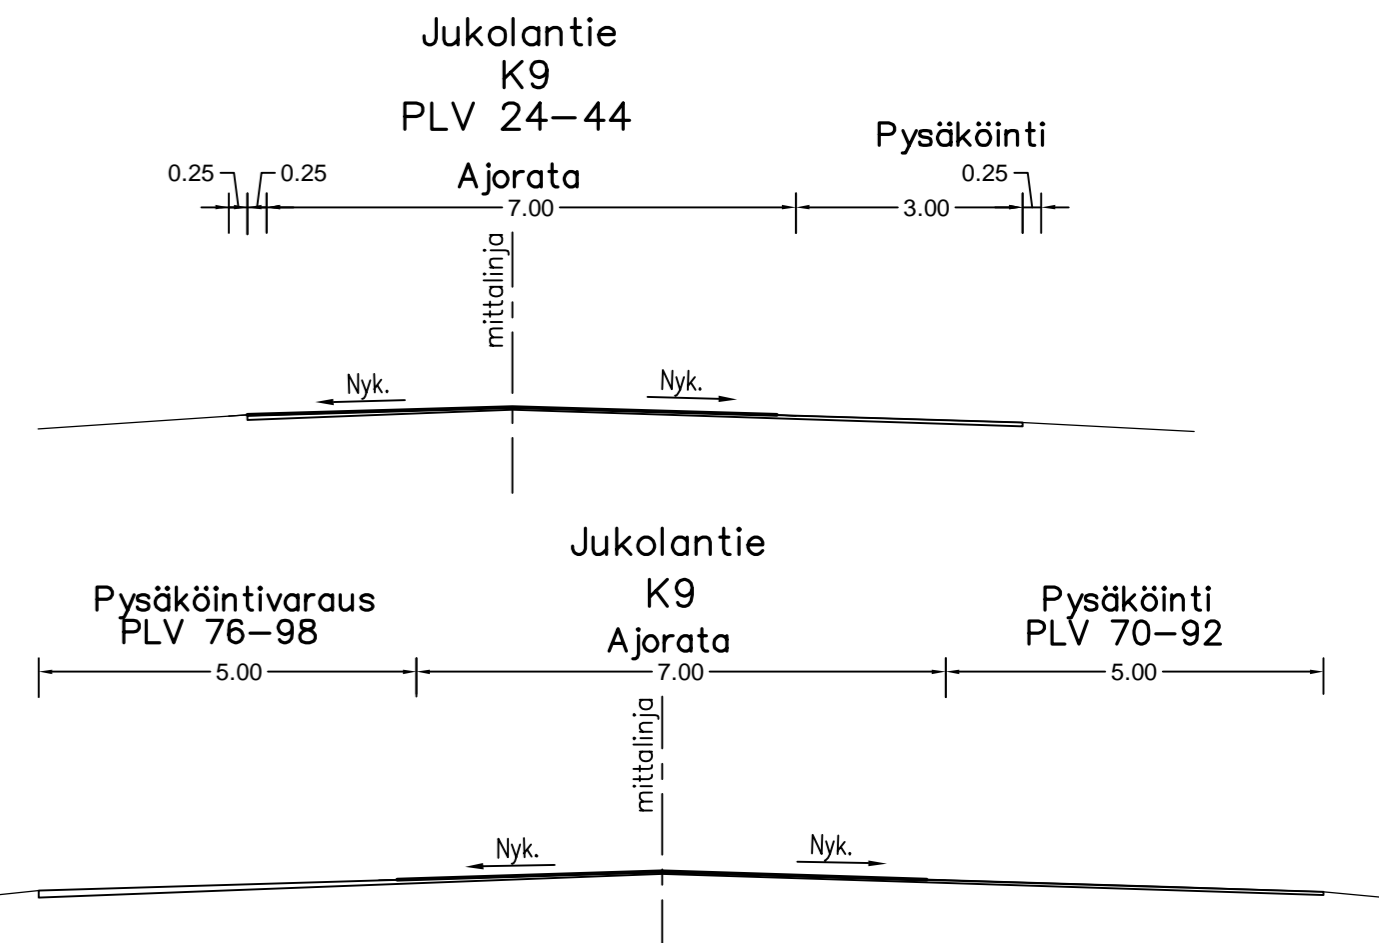 Jukolantie
K9
PLV 24-44
Pysäköinti
0.25 0.25 Ajorata 0.25
7.00 3.00
mittalinja
Nyk. Nyk.
Jukolantie
Pysäköintivaraus K9 Pysäköinti
PLV 76-98 Ajorata PLV 70-92
5.00 7.00 5.00
mittalinja
Nyk. Nyk.